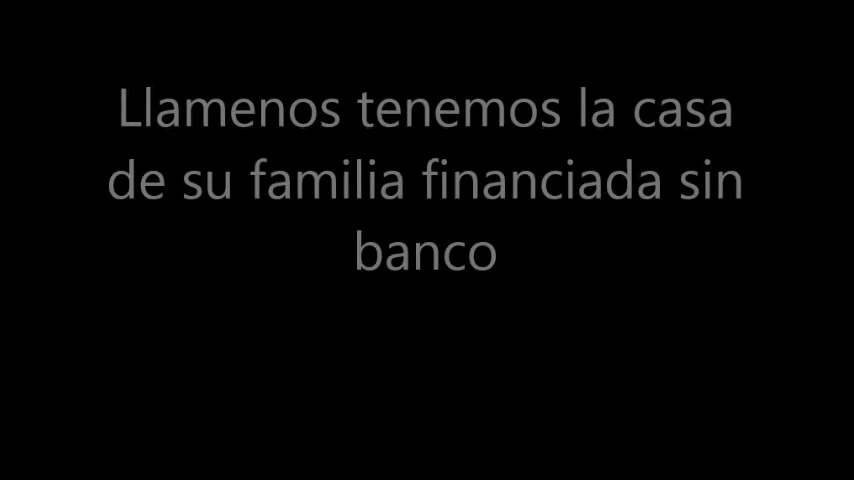 Llamenos tenemos la casa
de su familia financiada sin
banco